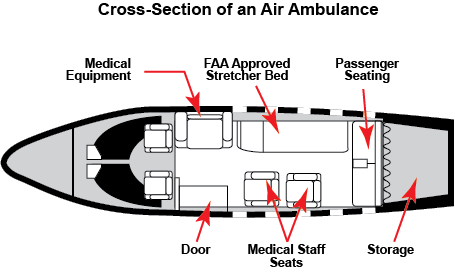 Cross-Section of an Air Ambulance
Medical
Equipment
FAA Approved
Stretcher Bed
Passenger
Seating
Door
Medical Staff
Seats
Storage